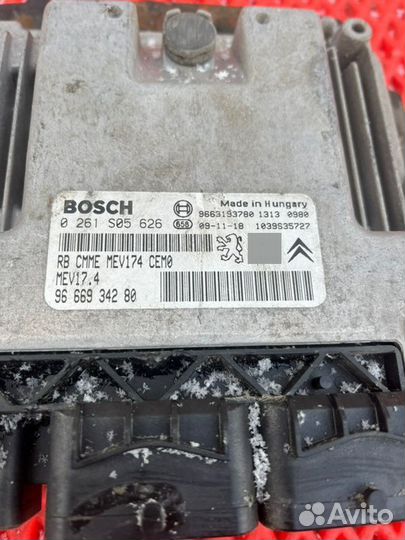 BOSCH
Made in Hungary
9663193780 1313 0980
0 261 S05 626 656 09-11-18 1039S35727
RB CMME MEV174 CEM0
MEV17.4
96 669 342 80
Avito